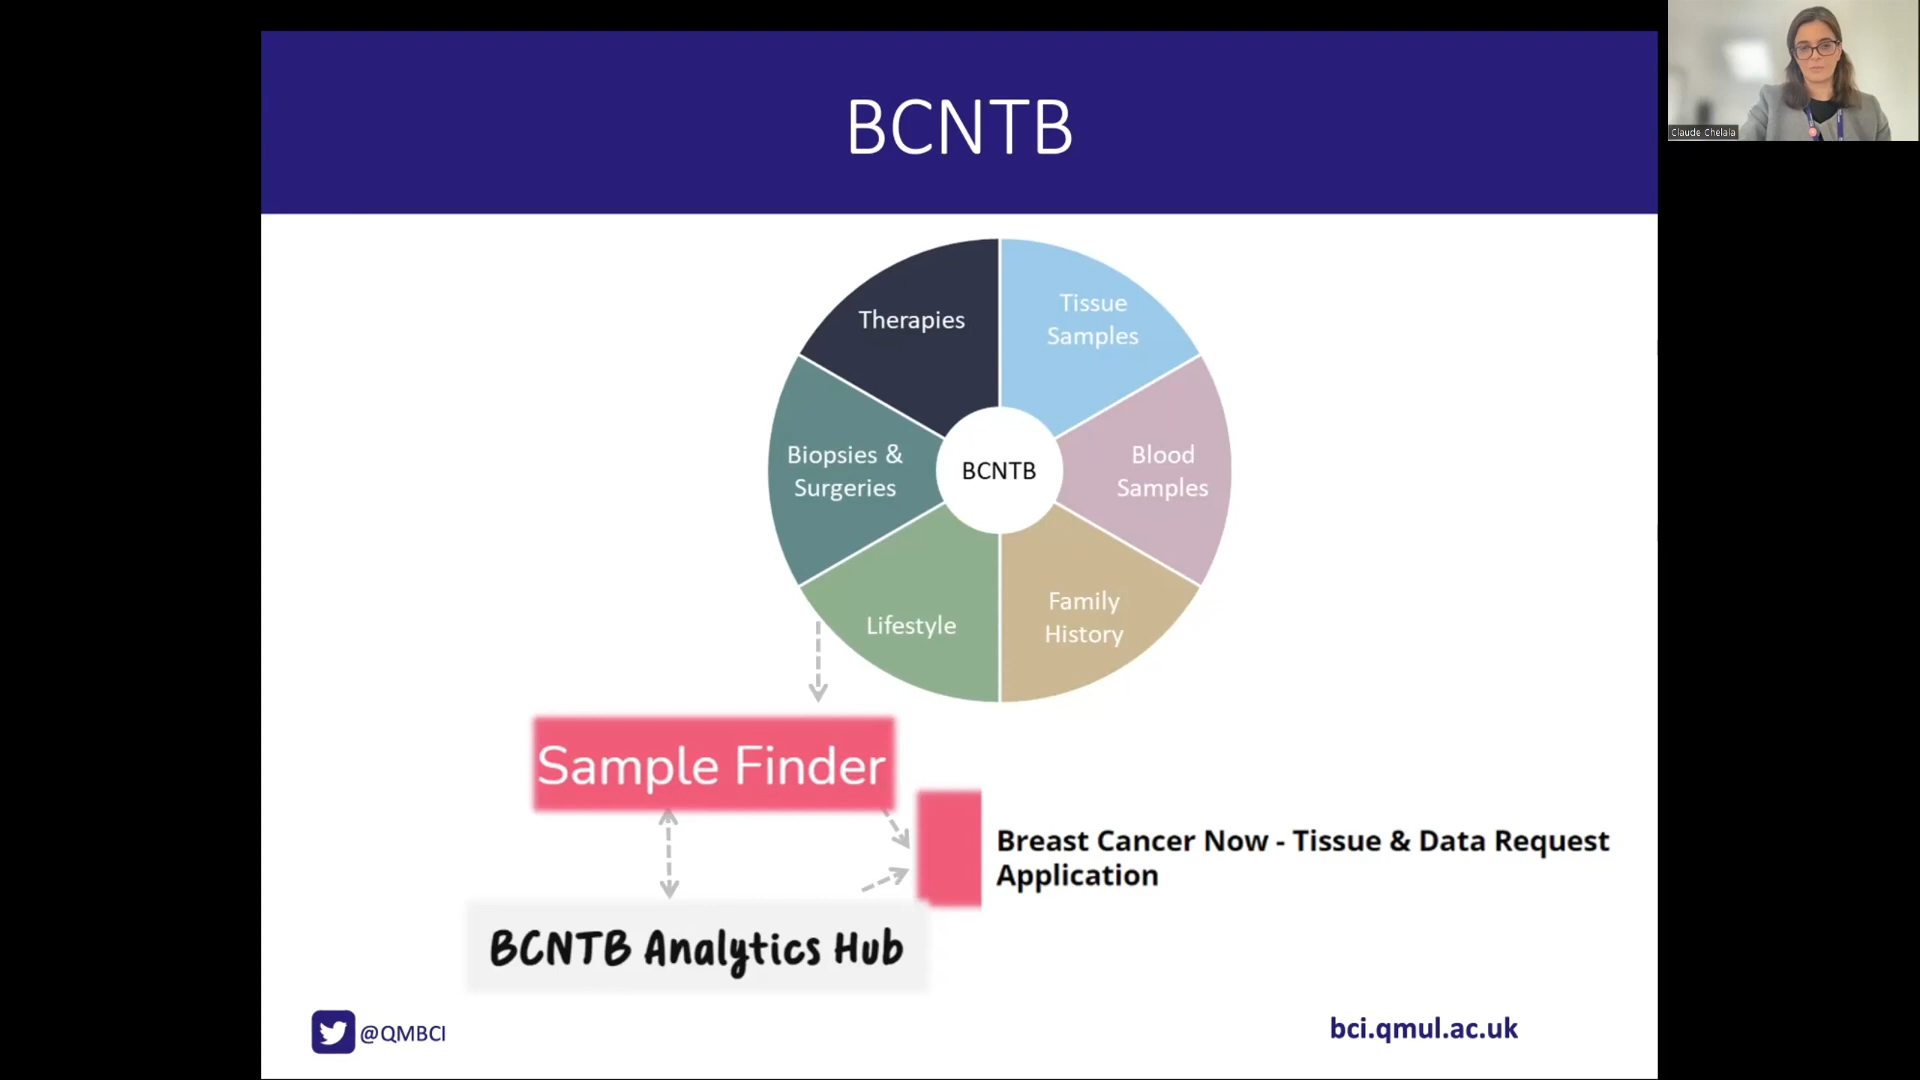 BCNTB
Claude Chelala
Therapies
Tissue
Samples
Biopsies &
Surgeries
BCNTB
Blood
Samples
Lifestyle
Family
History
Sample Finder
Breast Cancer Now - Tissue & Data Request
Application
BCNTB Analytics Hub
@QMBCI
bci.qmul.ac.uk